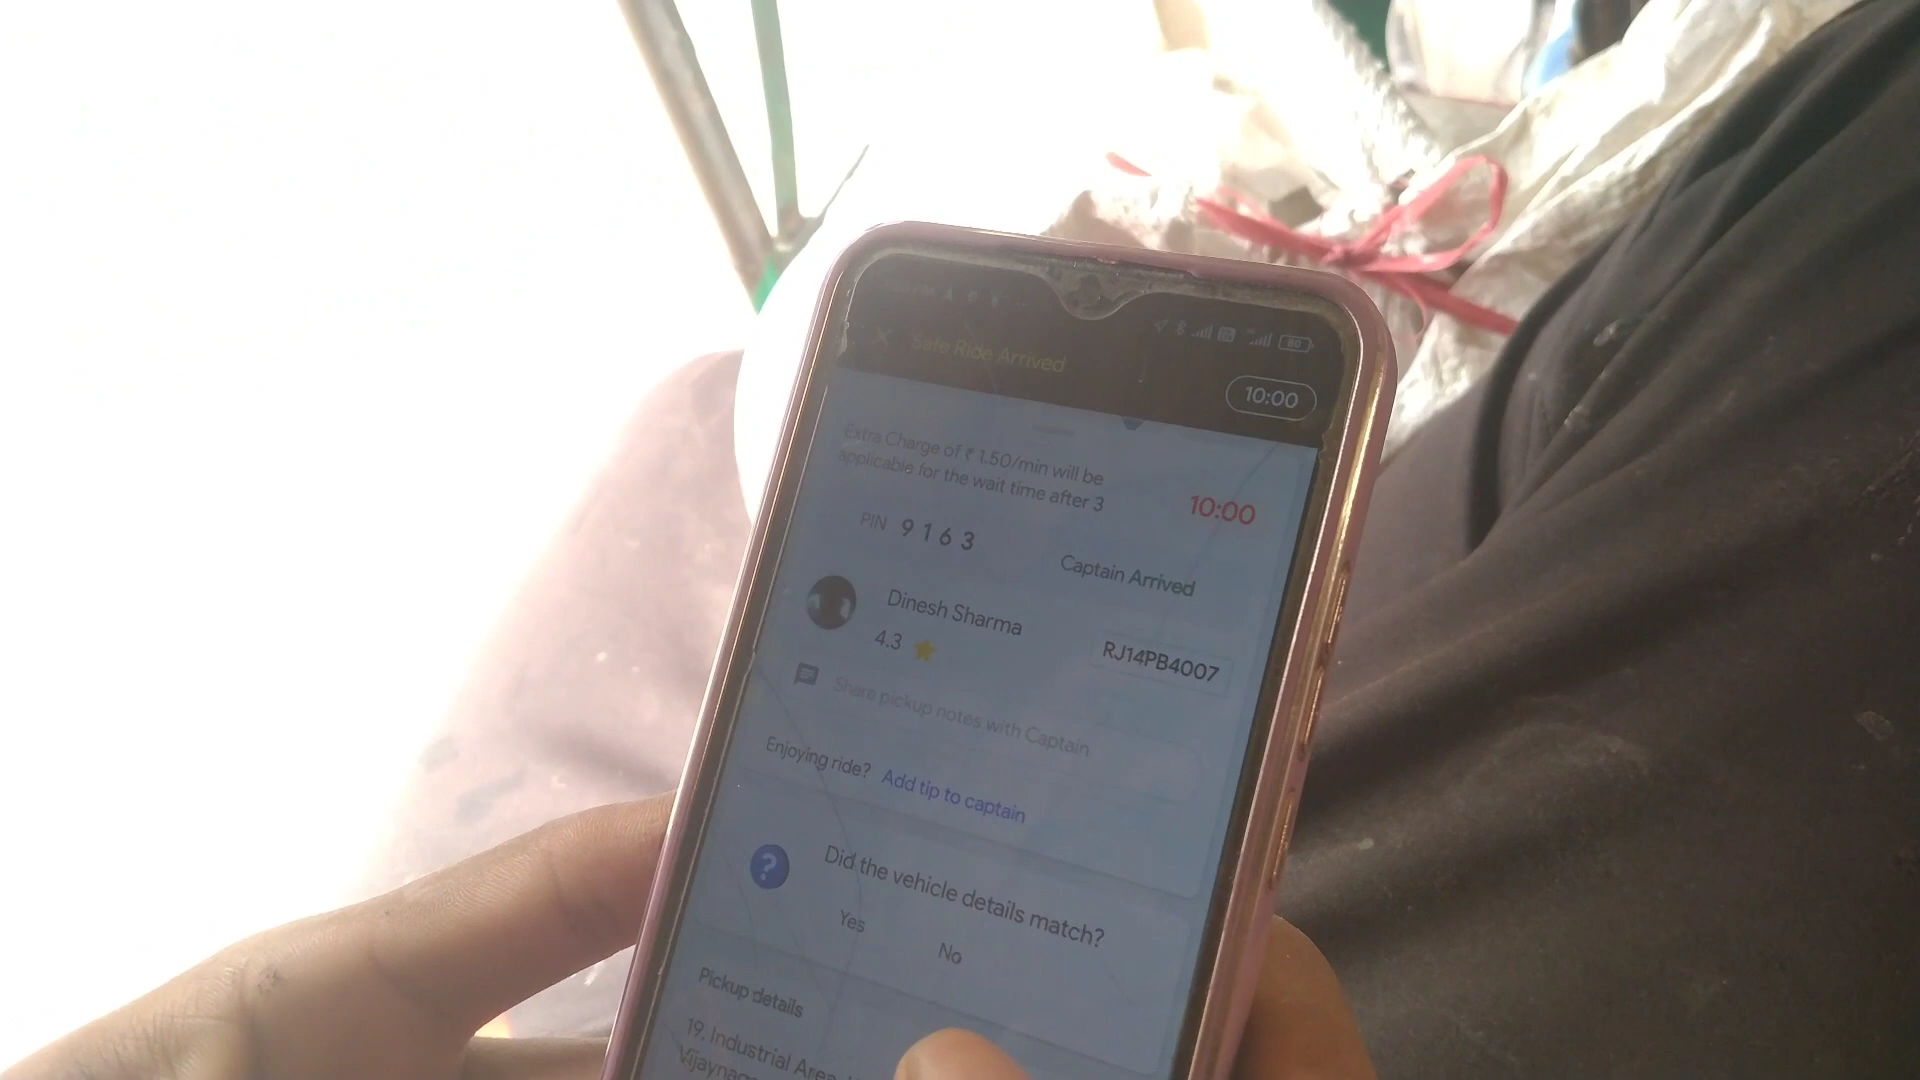 80
Safe Ride Arrived
10:00
Extra Charge of ₹ 1.50/min will be
applicable for the wait time after 3
10:00
PIN 9 1 6 3
Captain Arrived
Dinesh Sharma
4.3
RJ14PB4007
Share pickup notes with Captain
Enjoying ride? Add tip to captain
?
Did the vehicle details match?
Yes No
Pickup details
19, Industrial Area,